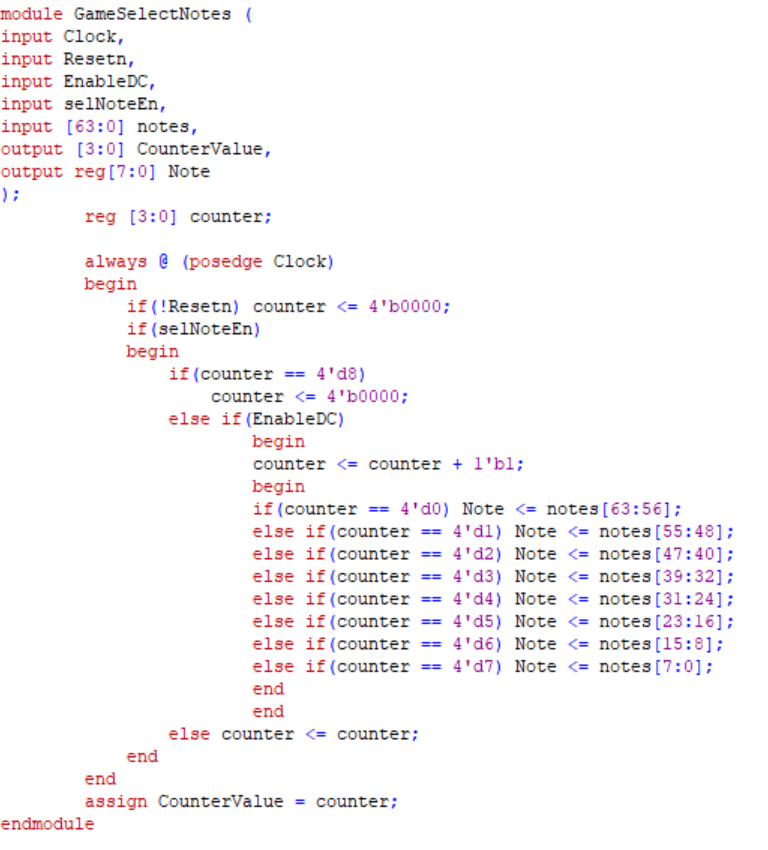 module GameSelectNotes (
input Clock,
input Resetn,
input EnableDC,
input selNoteEn,
input [63:0] notes,
output [3:0] CounterValue,
output reg[7:0] Note
);
reg [3:0] counter;
always @ (posedge Clock)
begin
if(!Resetn) counter <= 4'b0000;
if(selNoteEn)
begin
if(counter == 4'd8)
counter <= 4'b0000;
else if(EnableDC)
begin
counter <= counter + 1'b1;
begin
if(counter == 4'd0) Note <= notes[63:56];
else if(counter == 4'd1) Note <= notes[55:48];
else if(counter == 4'd2) Note <= notes[47:40];
else if(counter == 4'd3) Note <= notes[39:32];
else if(counter == 4'd4) Note <= notes[31:24];
else if(counter == 4'd5) Note <= notes[23:16];
else if(counter == 4'd6) Note <= notes[15:8];
else if(counter == 4'd7) Note <= notes[7:0];
end
end
else counter <= counter;
end
end
assign CounterValue = counter;
endmodule